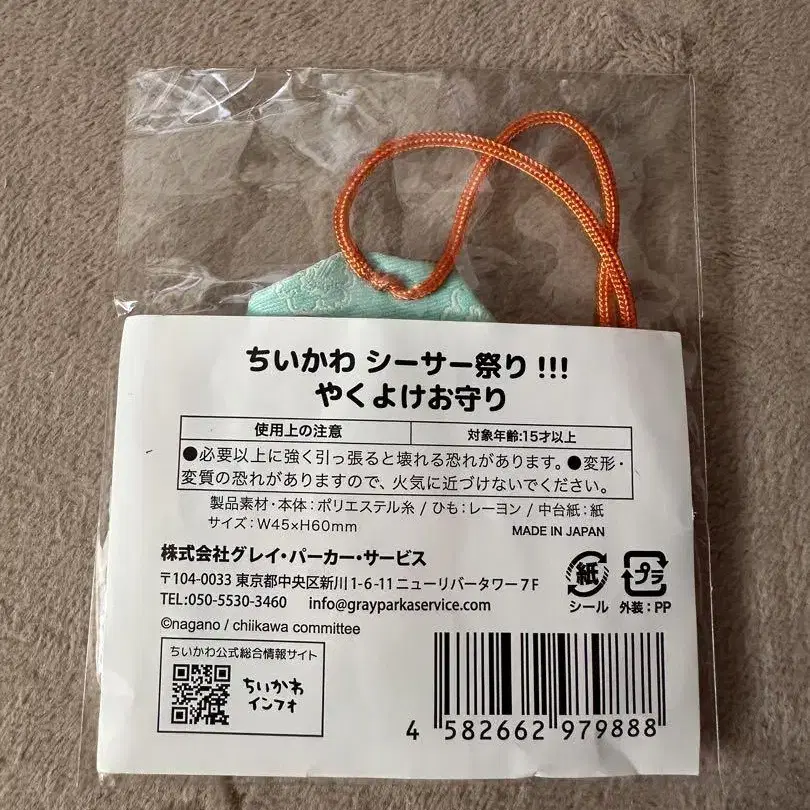 ちいかわ シーサー祭り !!!
やくよけお守り
使用上の注意 対象年齢:15才以上
●必要以上に強く引っ張ると壊れる恐れがあります。●変形・
変質の恐れがありますので、火気に近づけないでください。
製品素材・本体：ポリエステル糸 / ひも：レーヨン / 中台紙：紙
サイズ：W45×H60mm
MADE IN JAPAN
株式会社グレイ・パーカー・サービス
〒104-0033 東京都中央区新川1-6-11ニューリバータワー7F
TEL:050-5530-3460 info@grayparkaservice.com
紙 プラ
シール 外装：PP
©nagano / chiikawa committee
ちいかわ公式総合情報サイト
ちいかわ
インフォ
4 582662 979888